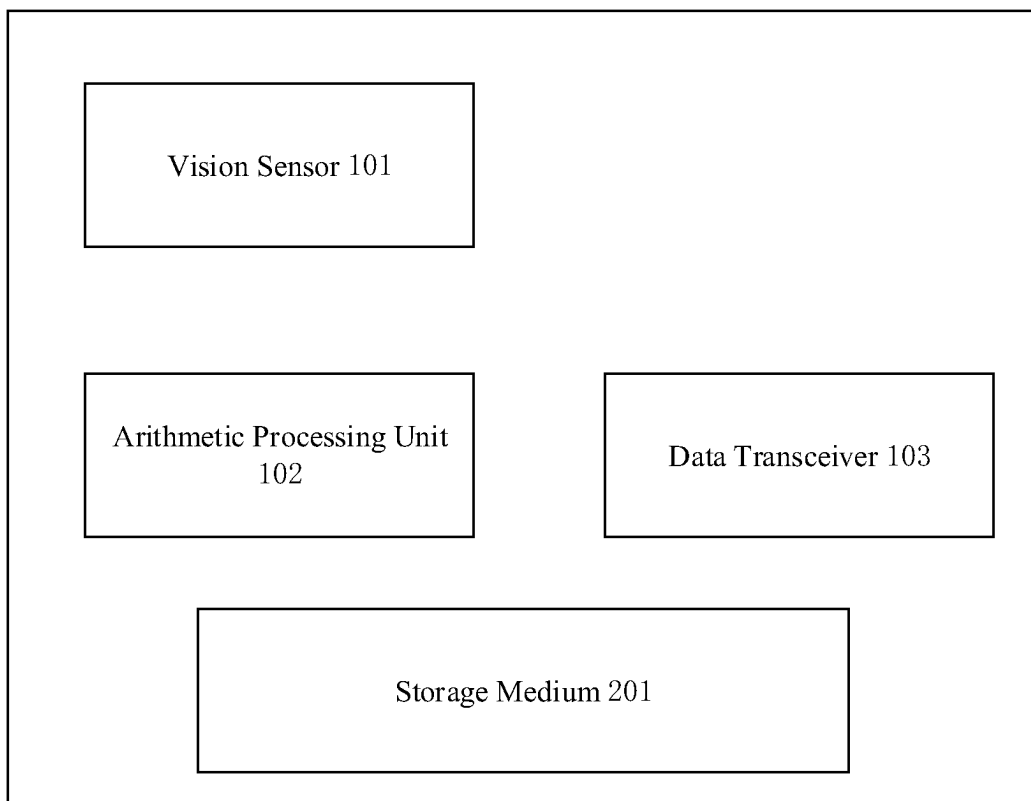 Vision Sensor 101
Arithmetic Processing Unit
102
Data Transceiver 103
Storage Medium 201